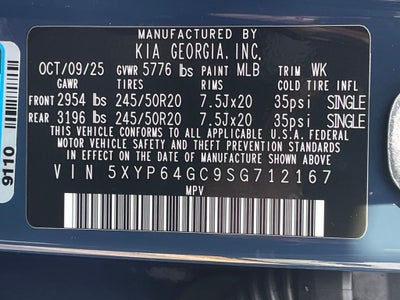 MANUFACTURED BY
KIA GEORGIA, INC.
OCT/09/25 GVWR 5776 lbs PAINT MLB TRIM WK
GAWR TIRES RIMS COLD TIRE INFL
FRONT 2954 lbs 245/50R20 7.5Jx20 35psi SINGLE
REAR 3196 lbs 245/50R20 7.5Jx20 35psi SINGLE
THIS VEHICLE CONFORMS TO ALL APPLICABLE U.S.A. FEDERAL
MOTOR VEHICLE SAFETY AND THEFT PREVENTION STANDARDS
IN EFFECT ON THE DATE OF MANUFACTURE SHOWN ABOVE.
VIN 5XYP64GC9SG712167
MPV
9110